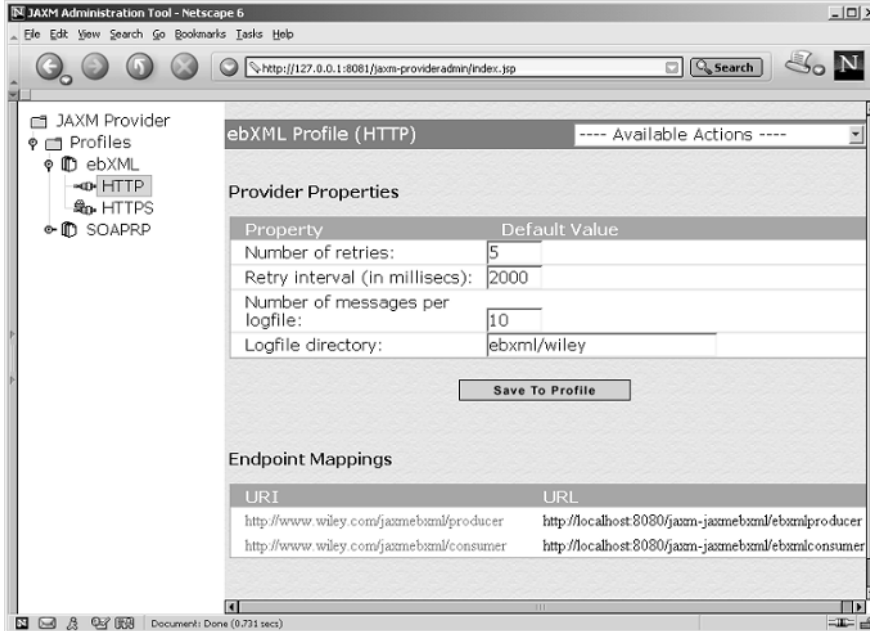 JAXM Administration Tool - Netscape 6
File Edit View Search Go Bookmarks Tasks Help
http://127.0.0.1:8081/jaxm-provideradmin/index.jsp
Search
N
JAXM Provider
Profiles
ebXML
HTTP
HTTPS
SOAPRP
ebXML Profile (HTTP)
---- Available Actions ----
Provider Properties
Property Default Value
Number of retries: 5
Retry interval (in millisecs): 2000
Number of messages per
logfile: 10
Logfile directory: ebxml/wiley
Save To Profile
Endpoint Mappings
URI URL
http://www.wiley.com/jaxmebxml/producer http://localhost:8080/jaxm-jaxmebxml/ebxmlproducer
http://www.wiley.com/jaxmebxml/consumer http://localhost:8080/jaxm-jaxmebxml/ebxmlconsumer
Document: Done (0.731 secs)